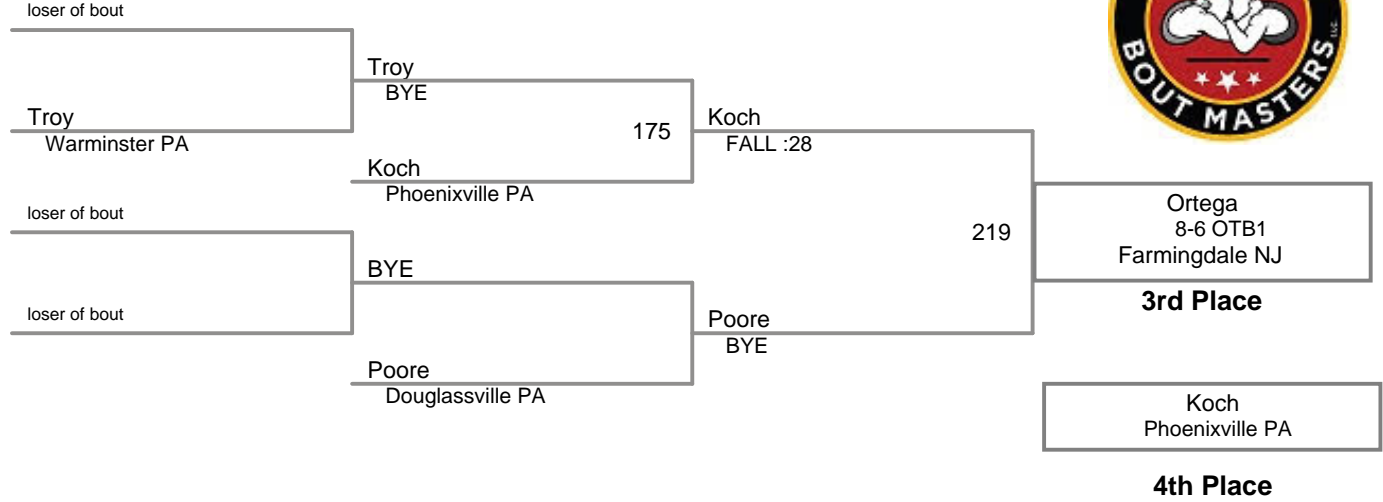 loser of bout
Troy
BYE
Troy
Warminster PA
175
Koch
FALL :28
Koch
Phoenixville PA
loser of bout
219
Ortega
8-6 OTB1
Farmingdale NJ
3rd Place
BYE
loser of bout
Poore
BYE
Poore
Douglassville PA
Koch
Phoenixville PA
4th Place
BOUT MASTERS